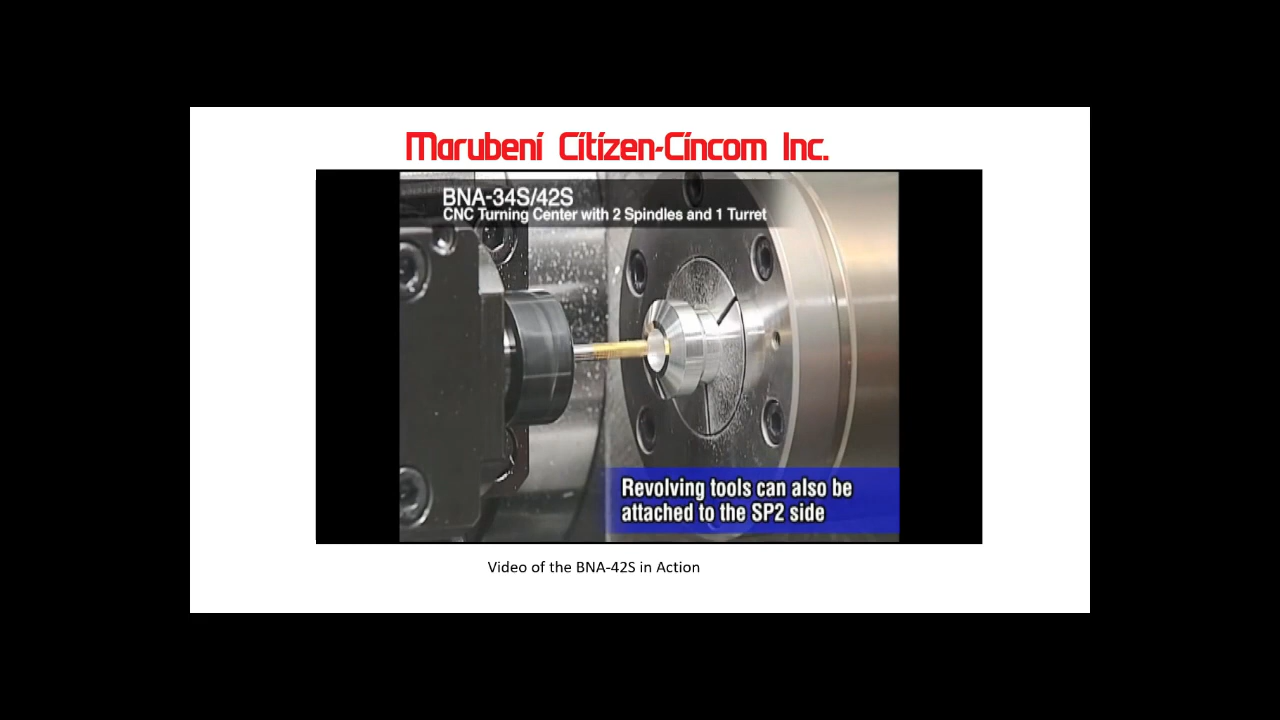 Marubeni Citizen-Cincom Inc.
BNA-34S/42S
CNC Turning Center with 2 Spindles and 1 Turret
Revolving tools can also be
attached to the SP2 side
Video of the BNA-42S in Action